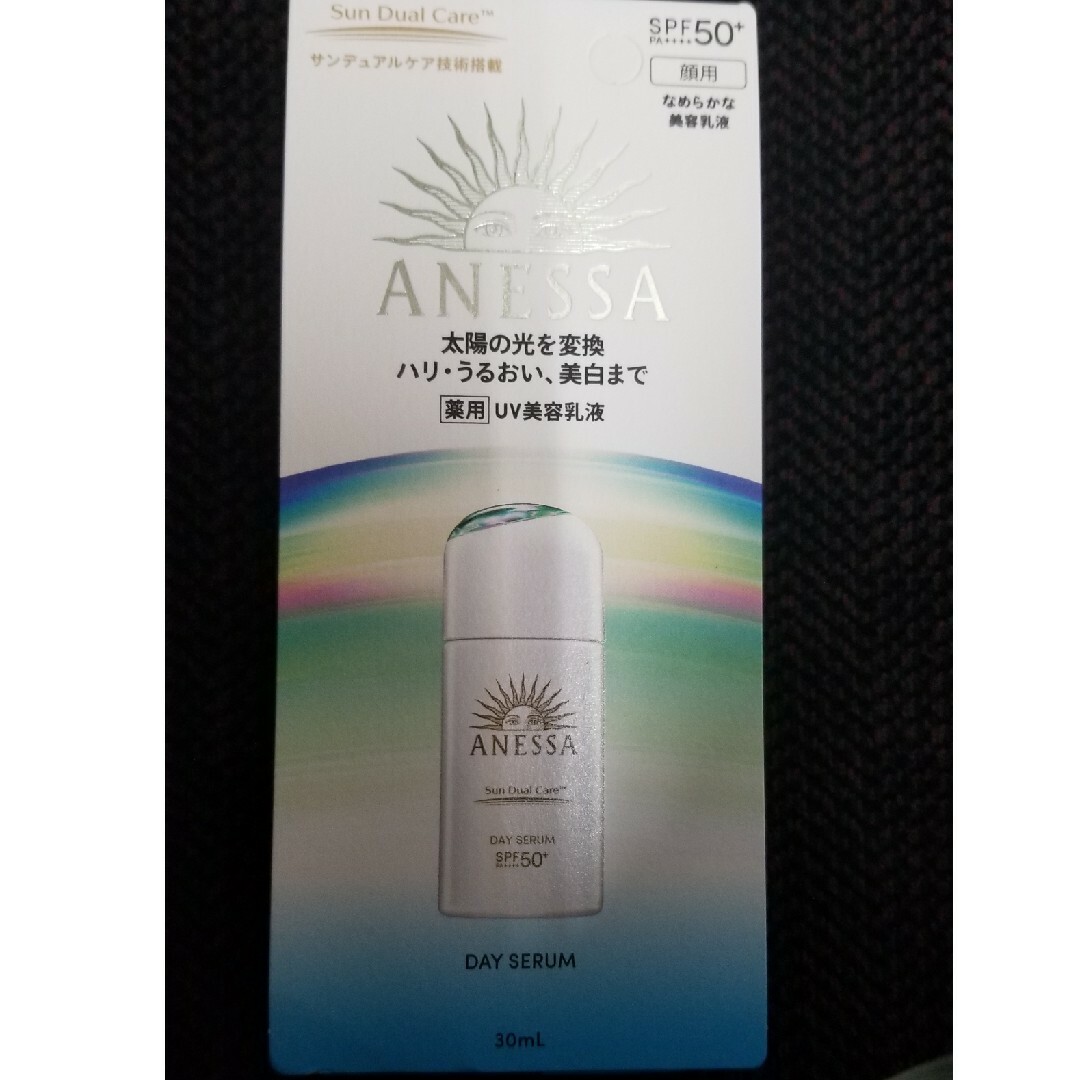 Sun Dual Care™
サンデュアルケア技術搭載
SPF50+
PA++++
顔用
なめらかな
美容乳液
ANESSA
太陽の光を変換
ハリ・うるおい、美白まで
薬用 UV美容乳液
ANESSA
Sun Dual Care™
DAY SERUM
SPF50+
PA++++
DAY SERUM
30mL